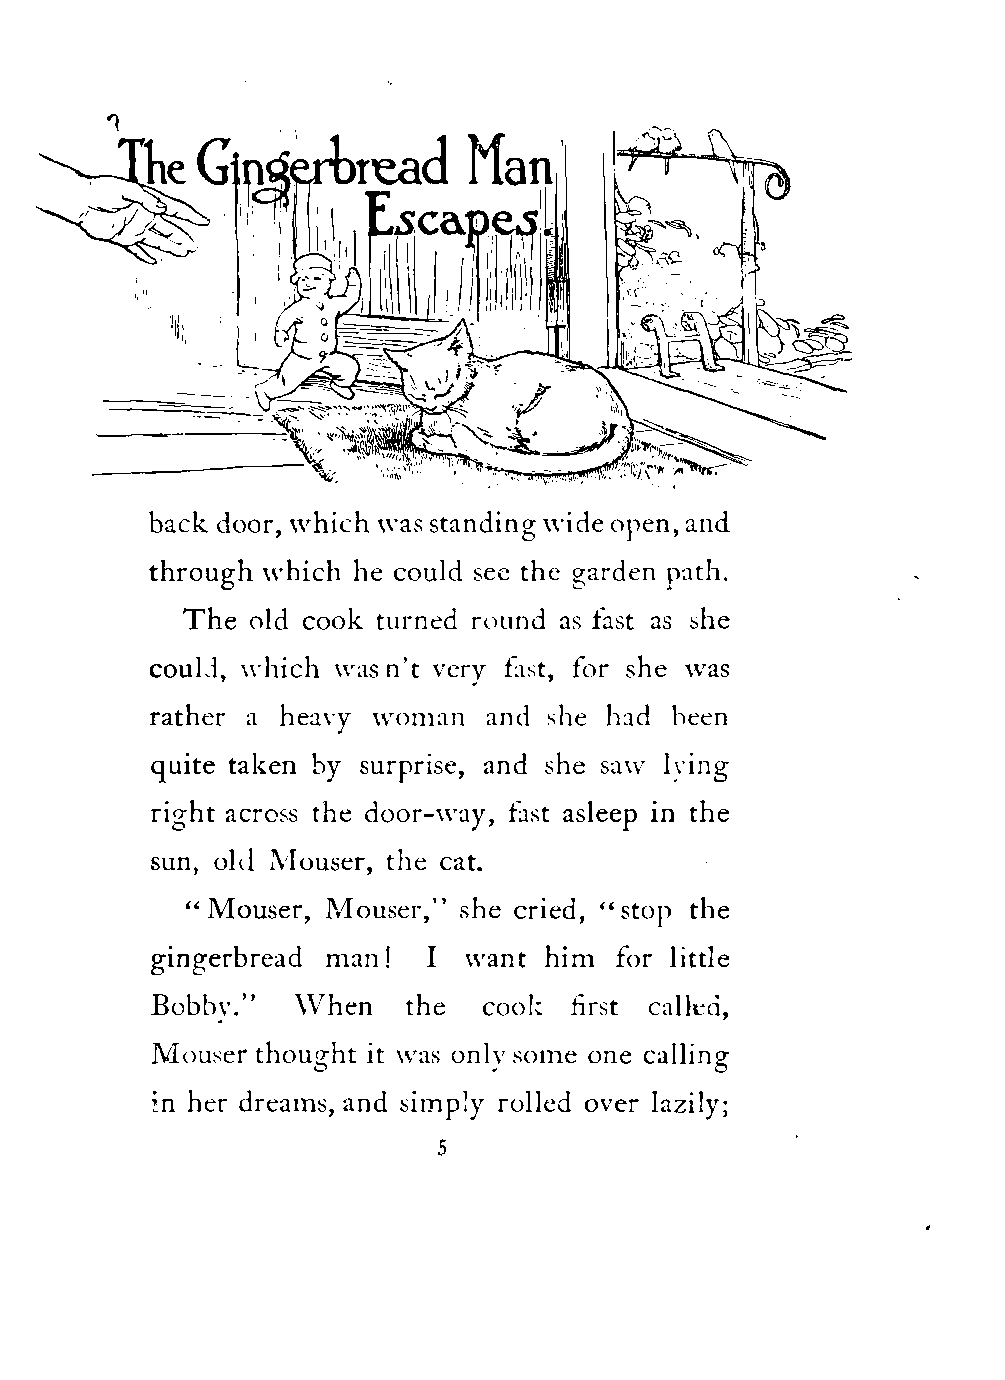 The Gingerbread Man
Escapes.
back door, which was standing wide open, and
through which he could see the garden path.
The old cook turned round as fast as she
could, which wasn't very fast, for she was
rather a heavy woman and she had been
quite taken by surprise, and she saw lying
right across the door-way, fast asleep in the
sun, old Mouser, the cat.
“Mouser, Mouser,” she cried, “stop the
gingerbread man! I want him for little
Bobby.” When the cook first called,
Mouser thought it was only some one calling
in her dreams, and simply rolled over lazily;
5